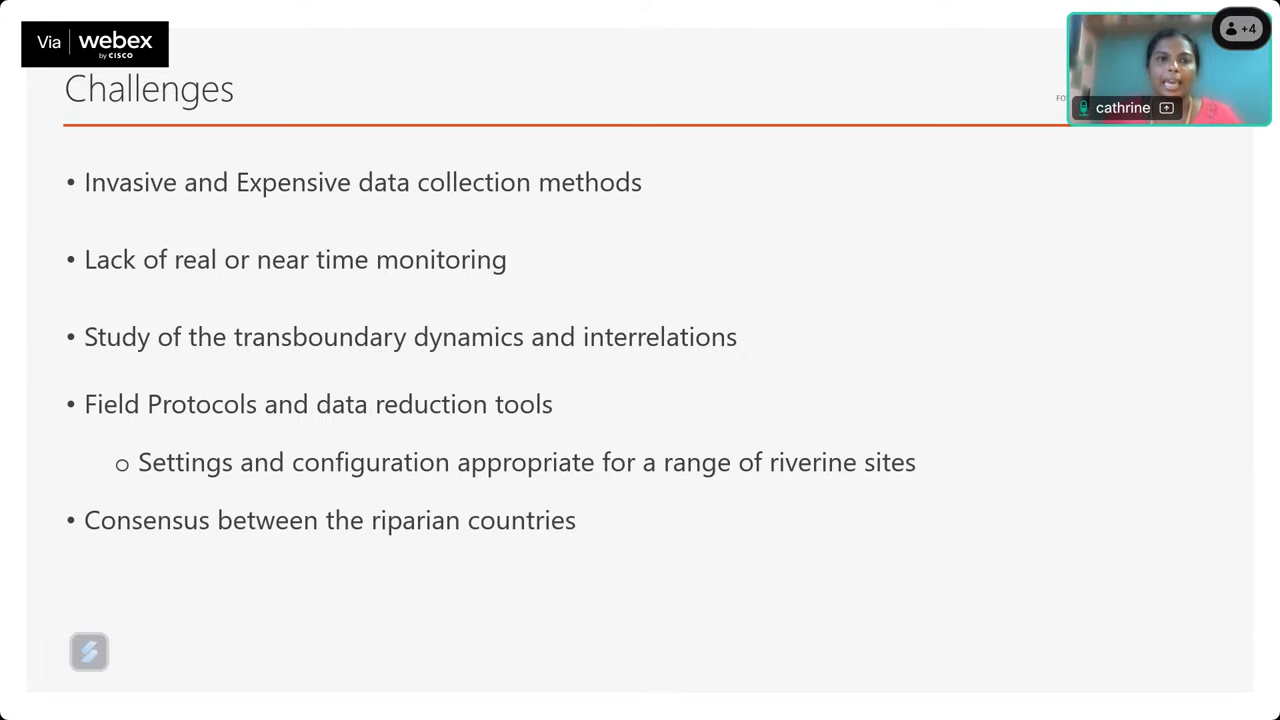 Via webex
by CISCO
+4
Challenges
FO
cathrine
• Invasive and Expensive data collection methods
• Lack of real or near time monitoring
• Study of the transboundary dynamics and interrelations
• Field Protocols and data reduction tools
o Settings and configuration appropriate for a range of riverine sites
• Consensus between the riparian countries